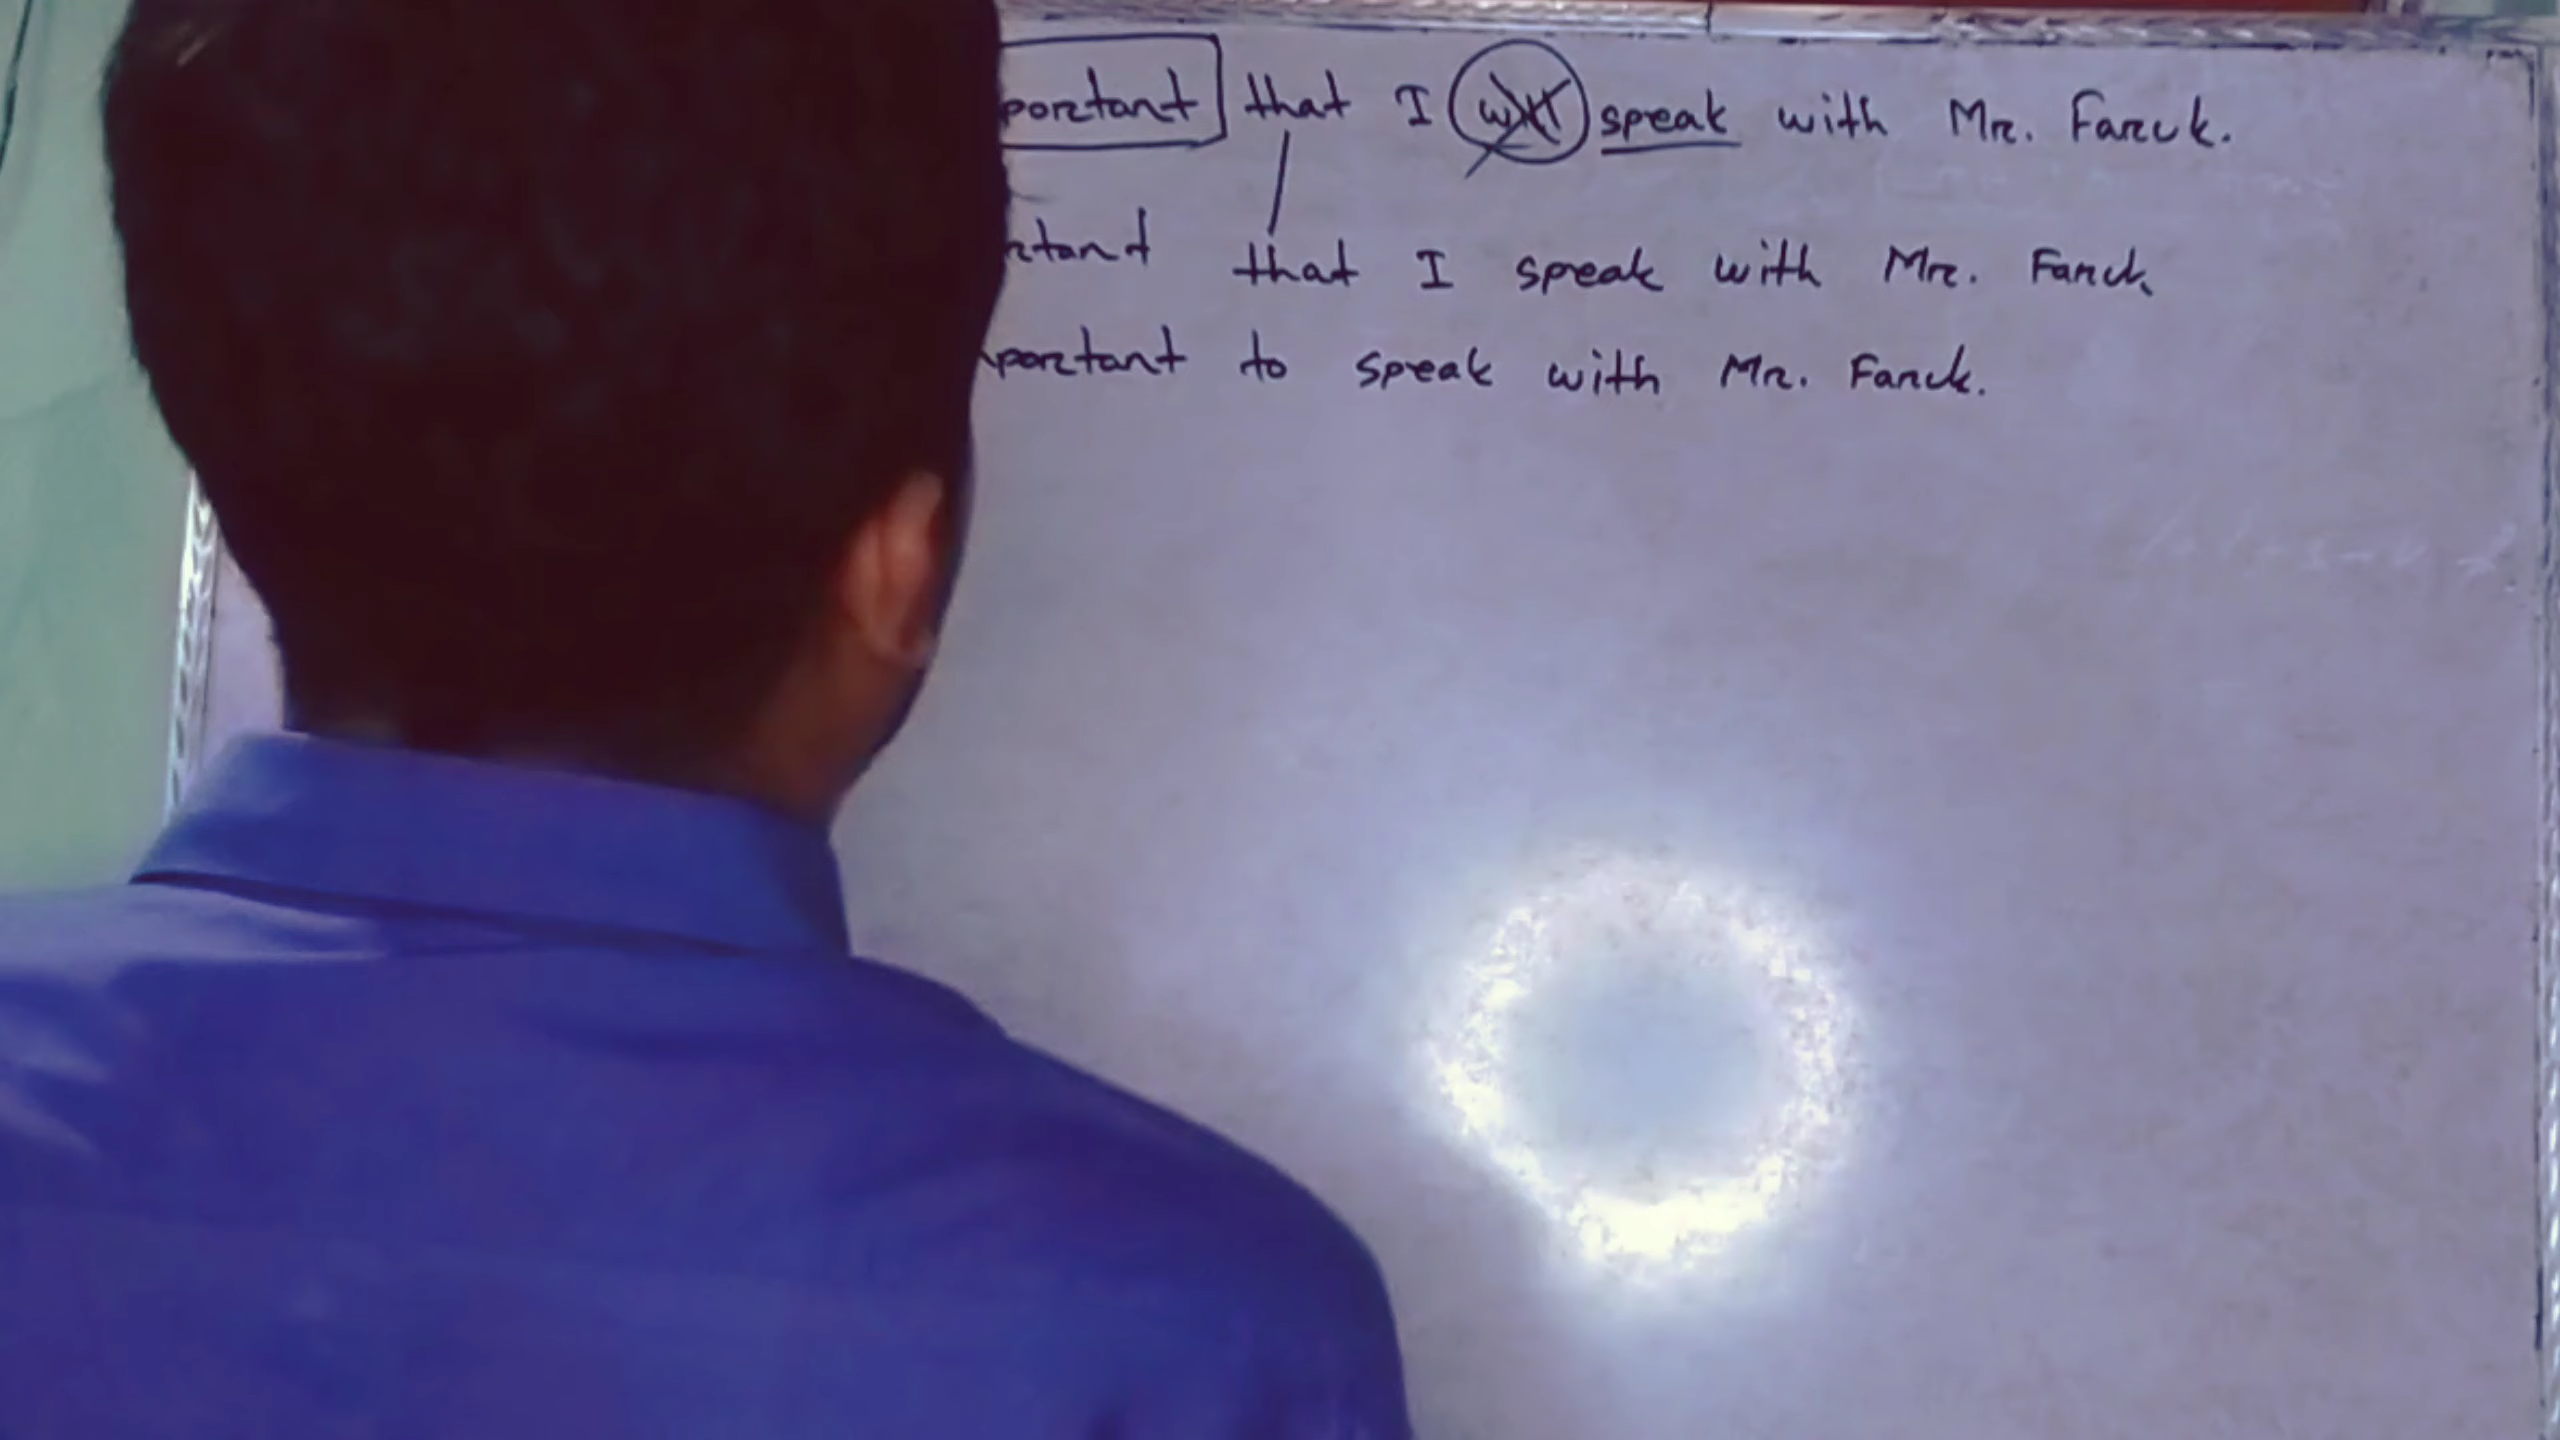 portant that I will speak with Mr. Faruk.
rtant that I speak with Mr. Faruk
portant to speak with Mr. Faruk.